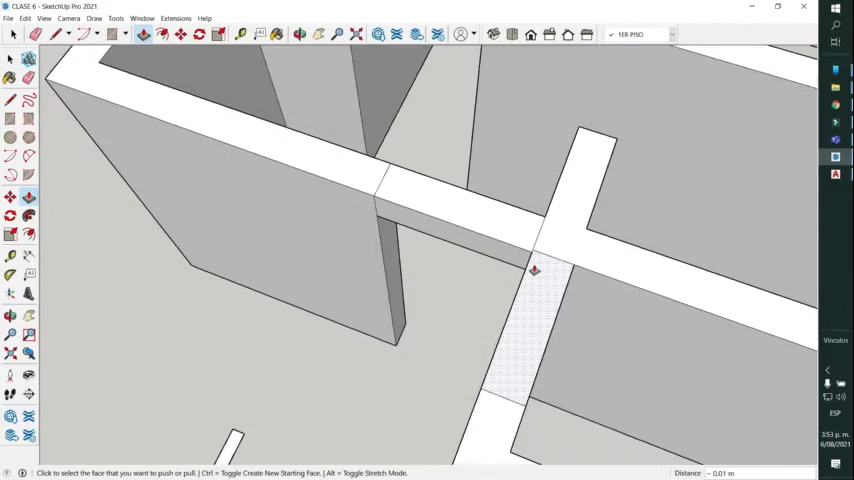 CLASE 6 - SketchUp Pro 2021
File Edit View Camera Draw Tools Window Extensions Help
1ER PISO
Vínculos
ESP
3:53 p. m.
6/08/2021
Click to select the face that you want to push or pull. | Ctrl = Toggle Create New Starting Face. | Alt = Toggle Stretch Mode.
Distance ~ 0,01 m